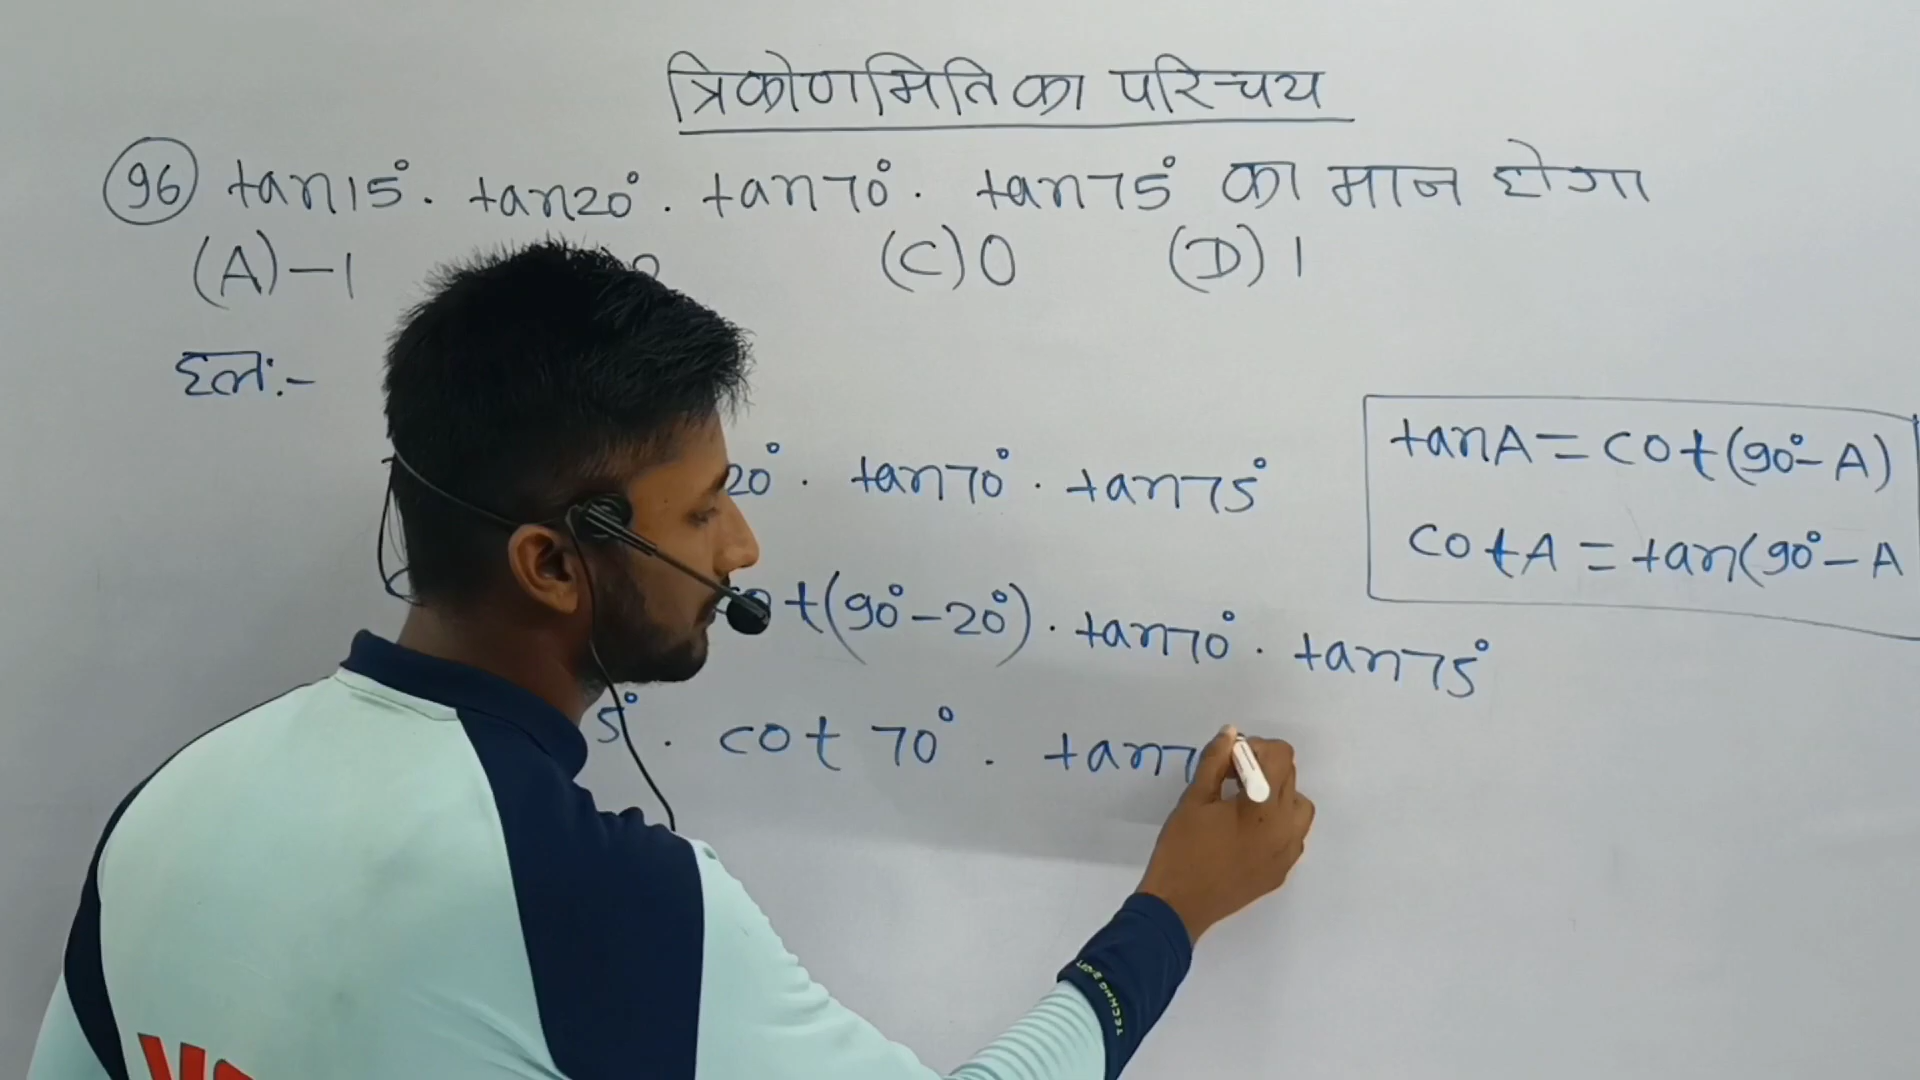 त्रिकोणमिति का परिचय
96 tan15°. tan20°. tan70°. tan75° का मान होगा
(A) -1 (C) 0 (D) 1
हल:-
20° . tan70° . tan75°
tanA = cot(90°- A)
cotA = tan(90° - A
t(90°-20°) . tan70° . tan75°
5° . cot 70° . tan7